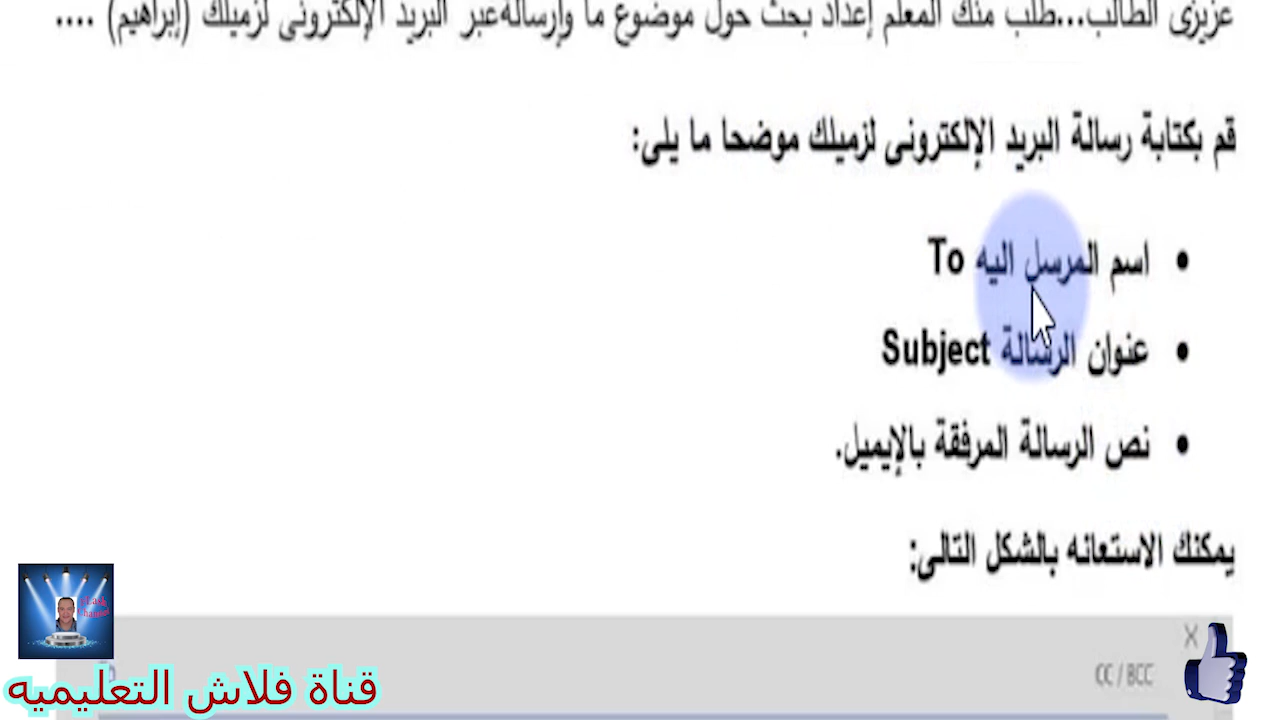 عزيزى الطالب...طلب منك المعلم إعداد بحث حول موضوع ما وإرساله عبر البريد الإلكترونى لزميلك (إبراهيم) ....
قم بكتابة رسالة البريد الإلكترونى لزميلك موضحا ما يلى:
• اسم المرسل اليه To
• عنوان الرسالة Subject
• نص الرسالة المرفقة بالإيميل.
يمكنك الاستعانه بالشكل التالى:
X
CC / BCC
قناة فلاش التعليميه